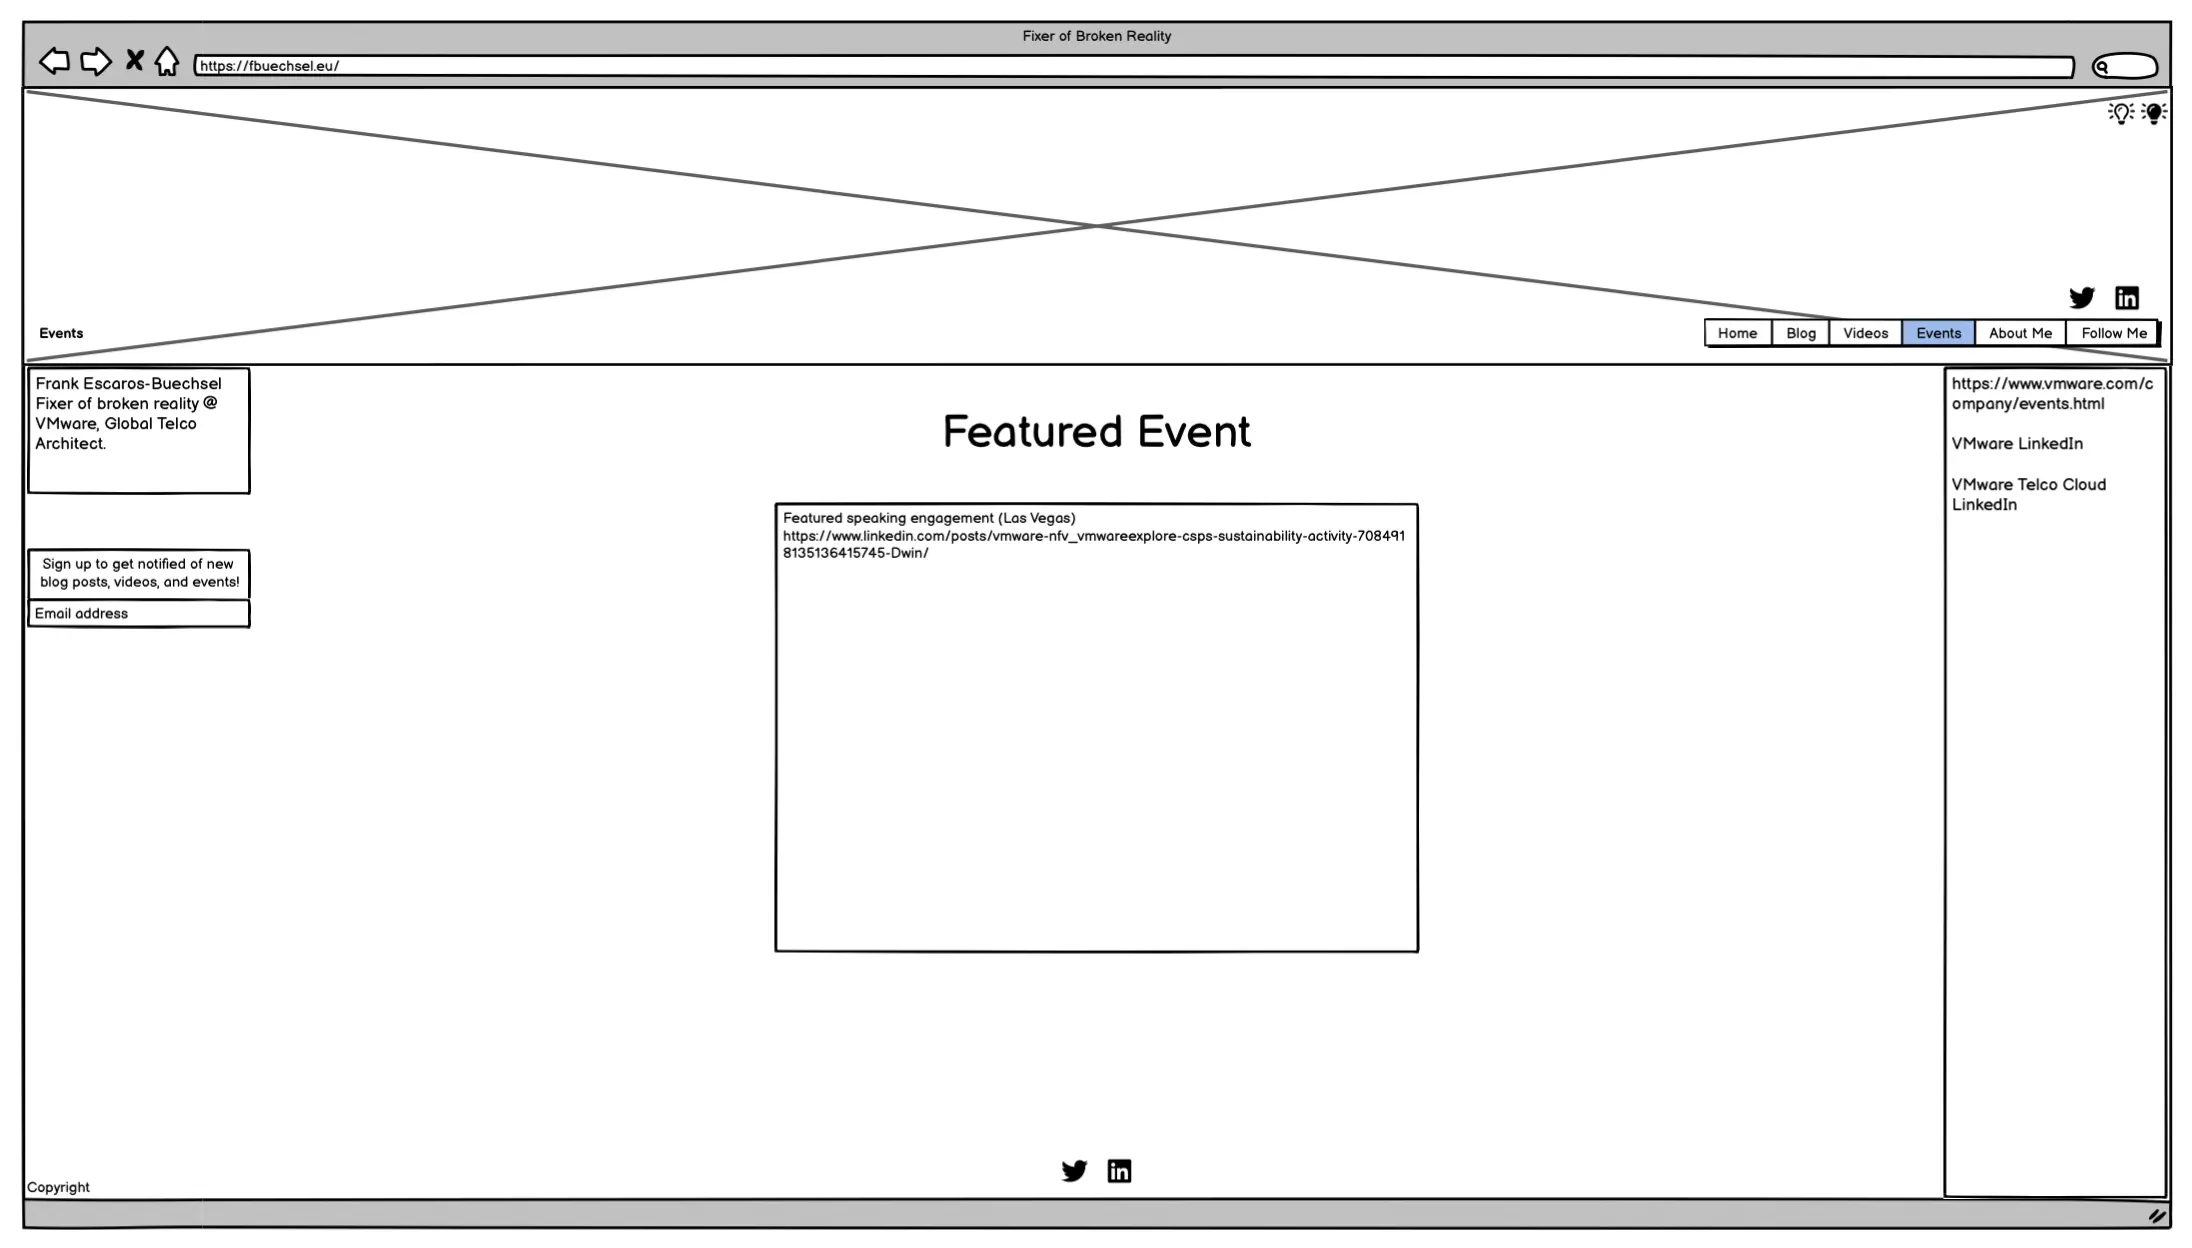 Fixer of Broken Reality
https://fbuechsel.eu/
Events
Home
Blog
Videos
Events
About Me
Follow Me
Frank Escaros-Buechsel
Fixer of broken reality @
VMware, Global Telco
Architect.
Sign up to get notified of new
blog posts, videos, and events!
Email address
Featured Event
Featured speaking engagement (Las Vegas)
https://www.linkedin.com/posts/vmware-nfv_vmwareexplore-csps-sustainability-activity-708491
8135136415745-Dwin/
https://www.vmware.com/c
ompany/events.html
VMware LinkedIn
VMware Telco Cloud
LinkedIn
Copyright